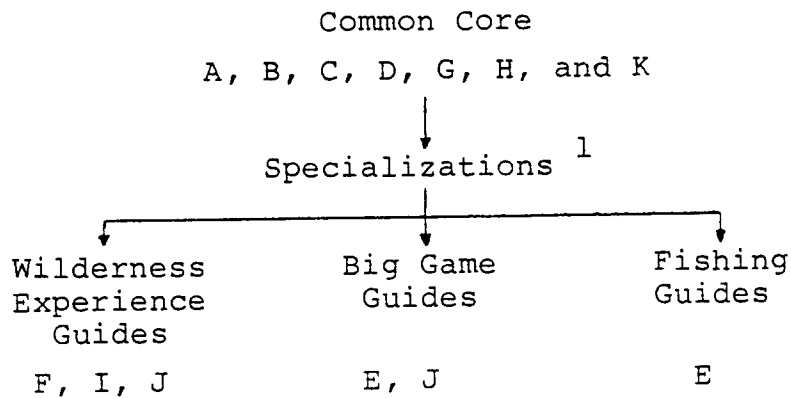 Common Core
A, B, C, D, G, H, and K
Specializations 1
Wilderness
Experience
Guides
F, I, J
Big Game
Guides
E, J
Fishing
Guides
E